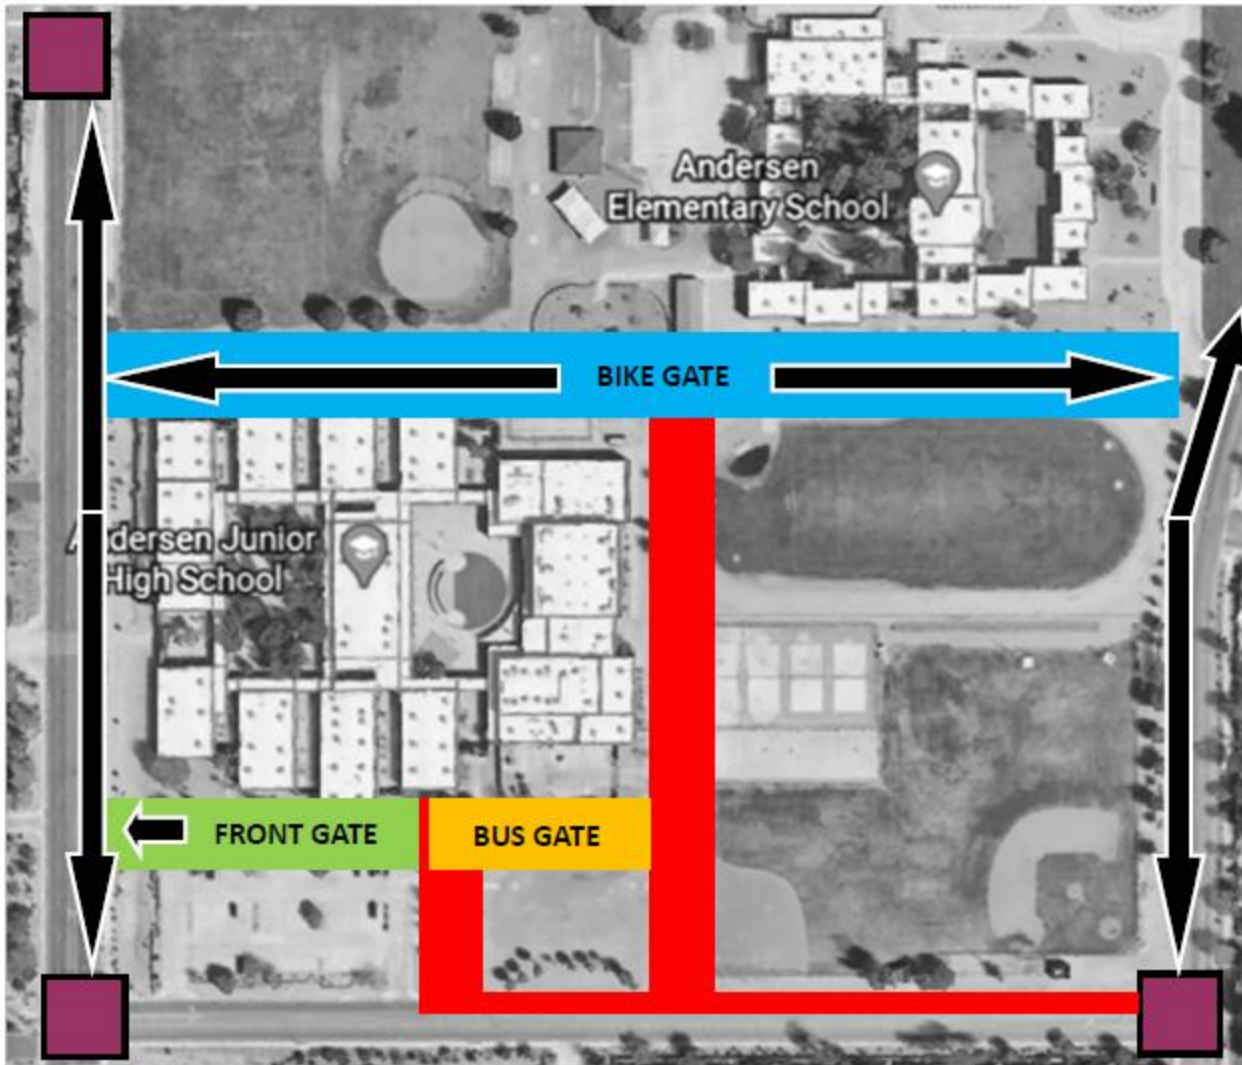 Andersen
Elementary School
BIKE GATE
Andersen Junior
High School
FRONT GATE
BUS GATE